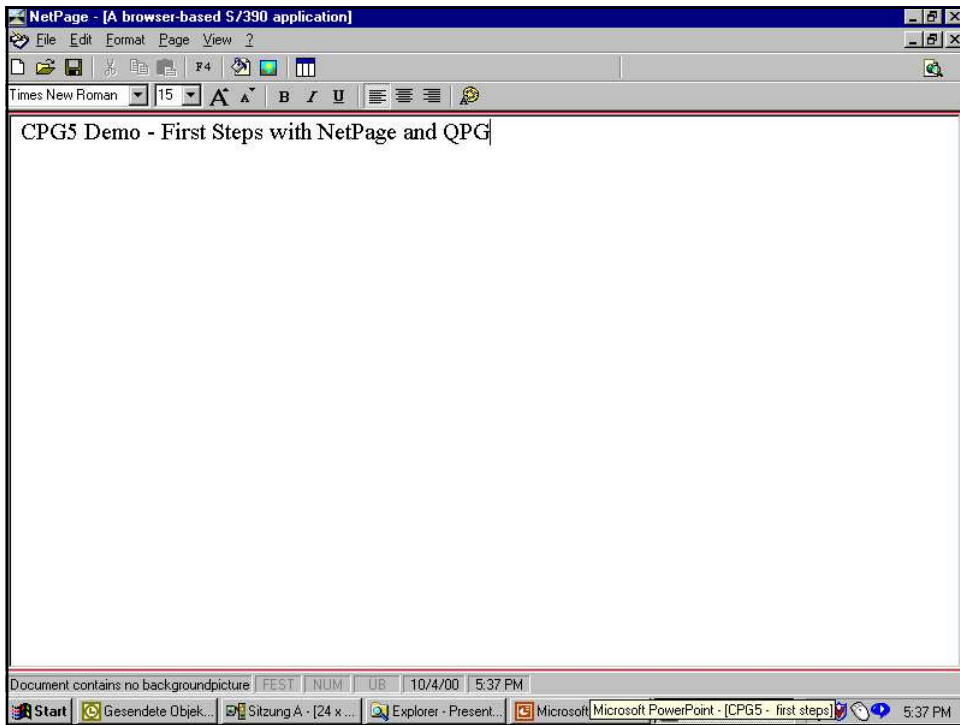 NetPage - [A browser-based S/390 application]
File Edit Format Page View ?
F4
Times New Roman 15 A A B I U
CPG5 Demo - First Steps with NetPage and QPG
Document contains no backgroundpicture FEST NUM ÜB 10/4/00 5:37 PM
Start Gesendete Objek... Sitzung A - [24 x ... Explorer - Present... Microsoft Microsoft PowerPoint - [CPG5 - first steps] 5:37 PM